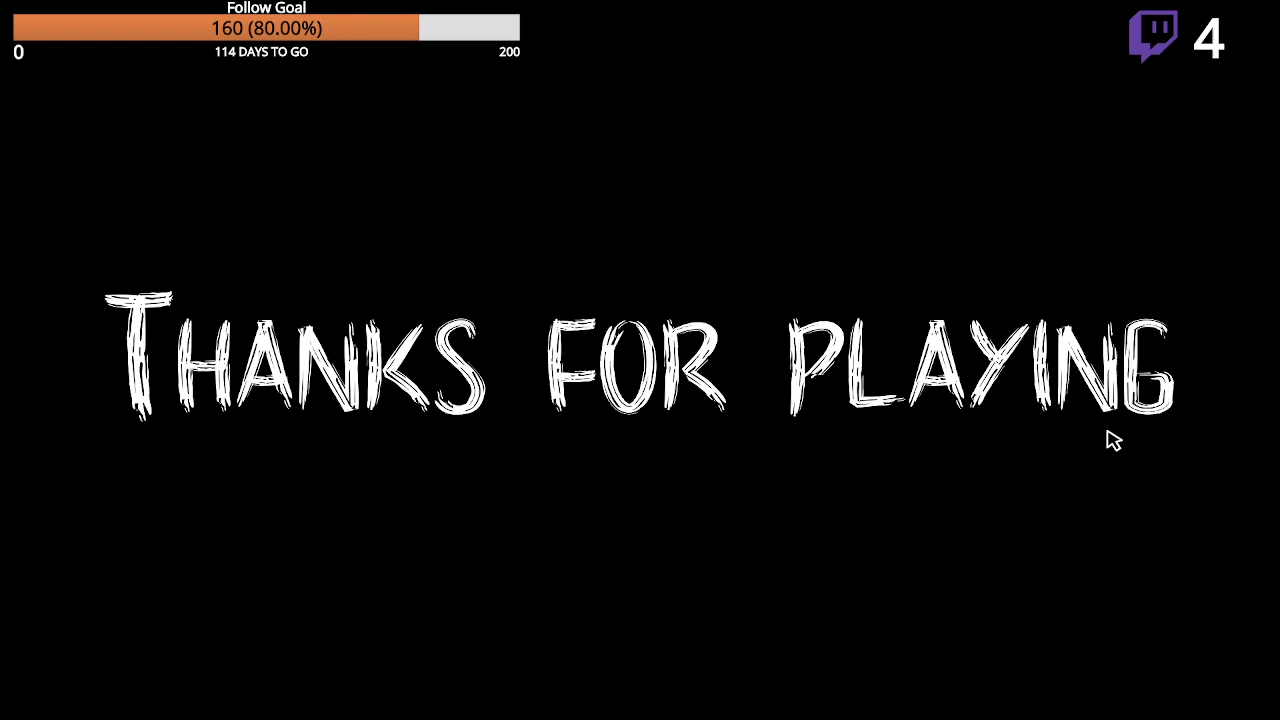 Follow Goal
160 (80.00%)
0 114 DAYS TO GO 200
4
Thanks for playing